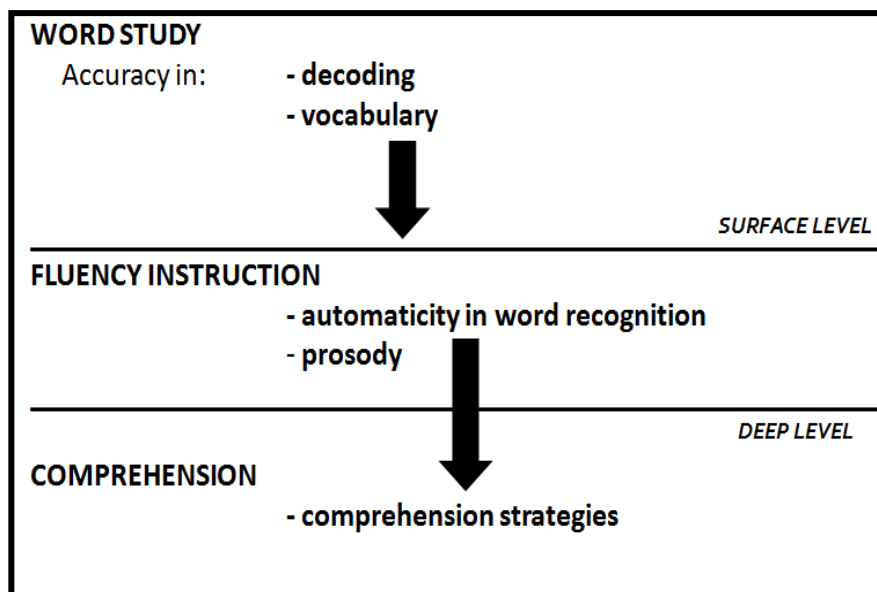 WORD STUDY
Accuracy in: - decoding
- vocabulary
SURFACE LEVEL
FLUENCY INSTRUCTION
- automaticity in word recognition
- prosody
DEEP LEVEL
COMPREHENSION
- comprehension strategies